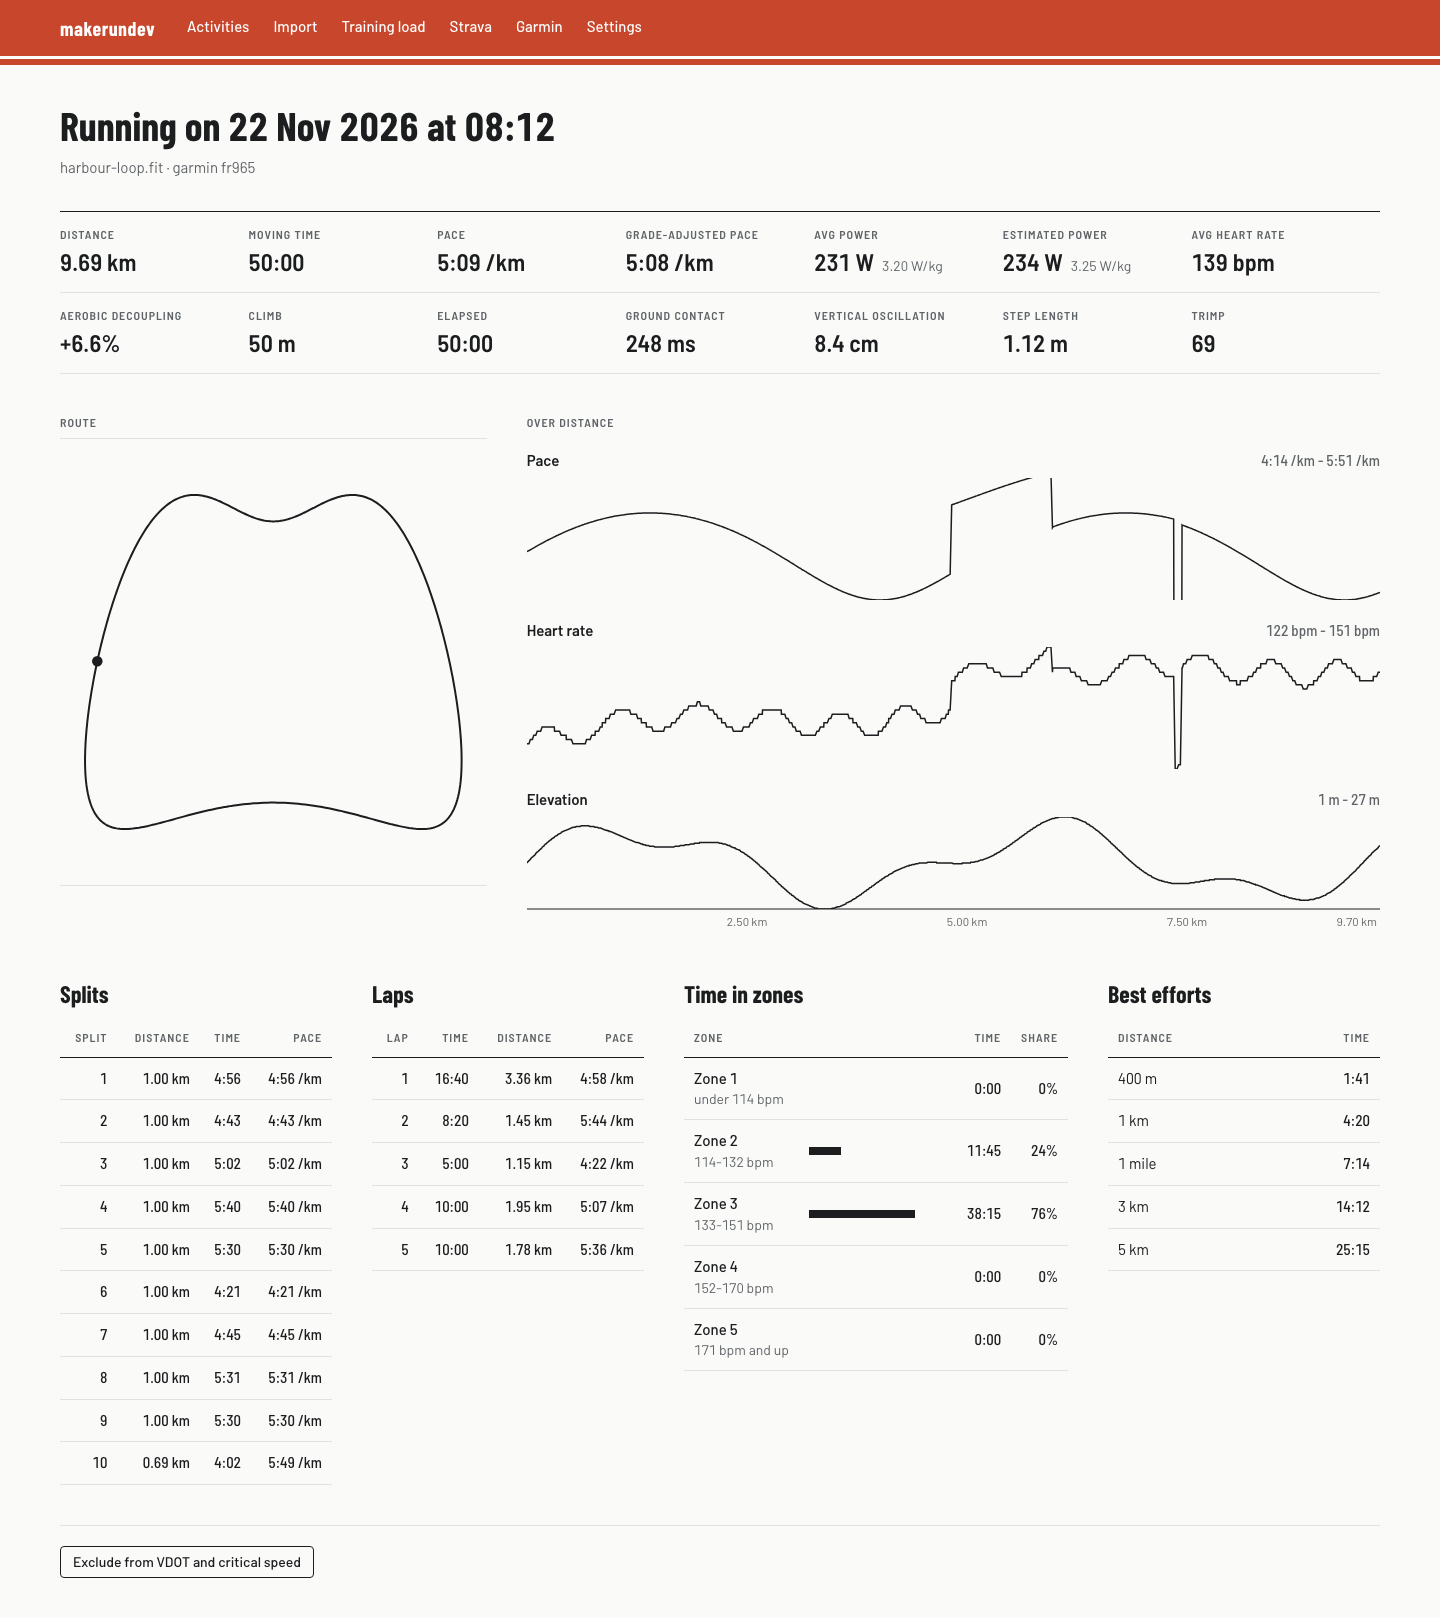 makerundev Activities Import Training load Strava Garmin Settings
Running on 22 Nov 2026 at 08:12
harbour-loop.fit · garmin fr965
DISTANCE MOVING TIME PACE GRADE-ADJUSTED PACE AVG POWER ESTIMATED POWER AVG HEART RATE
9.69 km 50:00 5:09 /km 5:08 /km 231 W 3.20 W/kg 234 W 3.25 W/kg 139 bpm
AEROBIC DECOUPLING CLIMB ELAPSED GROUND CONTACT VERTICAL OSCILLATION STEP LENGTH TRIMP
+6.6% 50 m 50:00 248 ms 8.4 cm 1.12 m 69
ROUTE
OVER DISTANCE
Pace 4:14 /km - 5:51 /km
Heart rate 122 bpm - 151 bpm
Elevation 1 m - 27 m
2.50 km 5.00 km 7.50 km 9.70 km
Splits
SPLIT DISTANCE TIME PACE
1 1.00 km 4:56 4:56 /km
2 1.00 km 4:43 4:43 /km
3 1.00 km 5:02 5:02 /km
4 1.00 km 5:40 5:40 /km
5 1.00 km 5:30 5:30 /km
6 1.00 km 4:21 4:21 /km
7 1.00 km 4:45 4:45 /km
8 1.00 km 5:31 5:31 /km
9 1.00 km 5:30 5:30 /km
10 0.69 km 4:02 5:49 /km
Laps
LAP TIME DISTANCE PACE
1 16:40 3.36 km 4:58 /km
2 8:20 1.45 km 5:44 /km
3 5:00 1.15 km 4:22 /km
4 10:00 1.95 km 5:07 /km
5 10:00 1.78 km 5:36 /km
Time in zones
ZONE TIME SHARE
Zone 1 0:00 0%
under 114 bpm
Zone 2 11:45 24%
114-132 bpm
Zone 3 38:15 76%
133-151 bpm
Zone 4 0:00 0%
152-170 bpm
Zone 5 0:00 0%
171 bpm and up
Best efforts
DISTANCE TIME
400 m 1:41
1 km 4:20
1 mile 7:14
3 km 14:12
5 km 25:15
Exclude from VDOT and critical speed